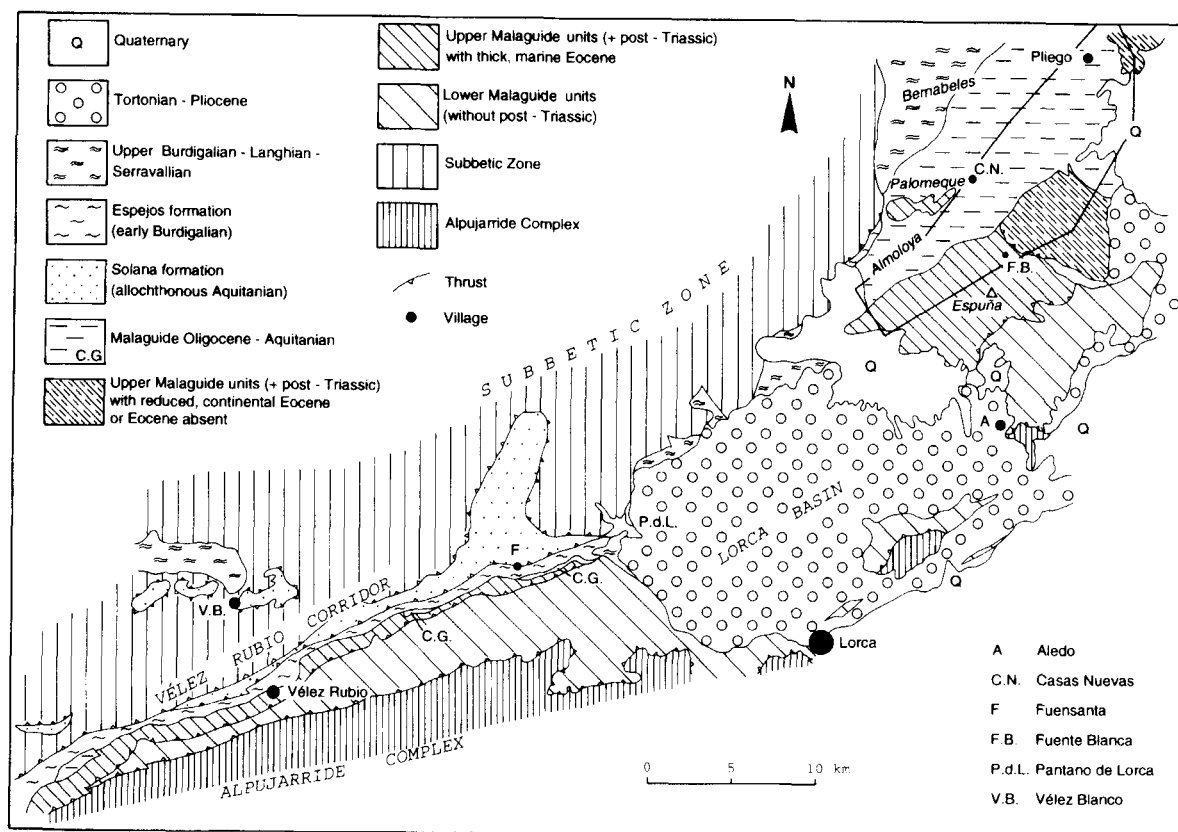 Q
Quaternary
Tortonian - Pliocene
Upper Burdigalian - Langhian -
Serravallian
Espejos formation
(early Burdigalian)
Solana formation
(allochthonous Aquitanian)
C.G.
Malaguide Oligocene - Aquitanian
Upper Malaguide units (+ post - Triassic)
with reduced, continental Eocene
or Eocene absent
Upper Malaguide units (+ post - Triassic)
with thick, marine Eocene
Lower Malaguide units
(without post - Triassic)
Subbetic Zone
Alpujarride Complex
Thrust
Village
N
Pliego
Bernabeles
Q
C.N.
Palomeque
Almoloya
F.B.
Espuña
SUBBETIC ZONE
Q
Q
A
Q
P.d.L.
LORCA BASIN
F
C.G.
Q
V.B.
C.G.
VÉLEZ RUBIO CORRIDOR
Lorca
Vélez Rubio
ALPUJARRIDE COMPLEX
0 5 10 km
A Aledo
C.N. Casas Nuevas
F Fuensanta
F.B. Fuente Blanca
P.d.L. Pantano de Lorca
V.B. Vélez Blanco